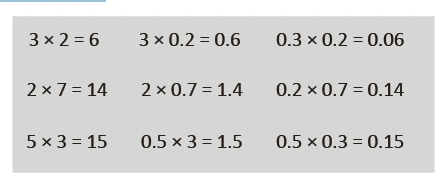 3 × 2 = 6 3 × 0.2 = 0.6 0.3 × 0.2 = 0.06
2 × 7 = 14 2 × 0.7 = 1.4 0.2 × 0.7 = 0.14
5 × 3 = 15 0.5 × 3 = 1.5 0.5 × 0.3 = 0.15